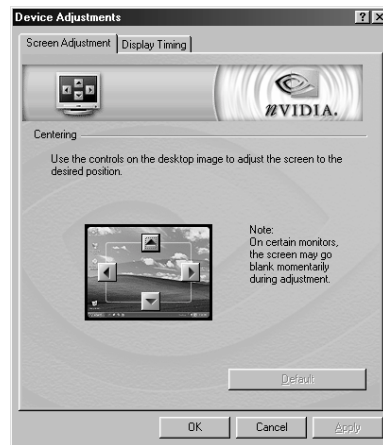 Device Adjustments
Screen Adjustment Display Timing
nVIDIA.
Centering
Use the controls on the desktop image to adjust the screen to the
desired position.
Note:
On certain monitors,
the screen may go
blank momentarily
during adjustment.
Default
OK Cancel Apply